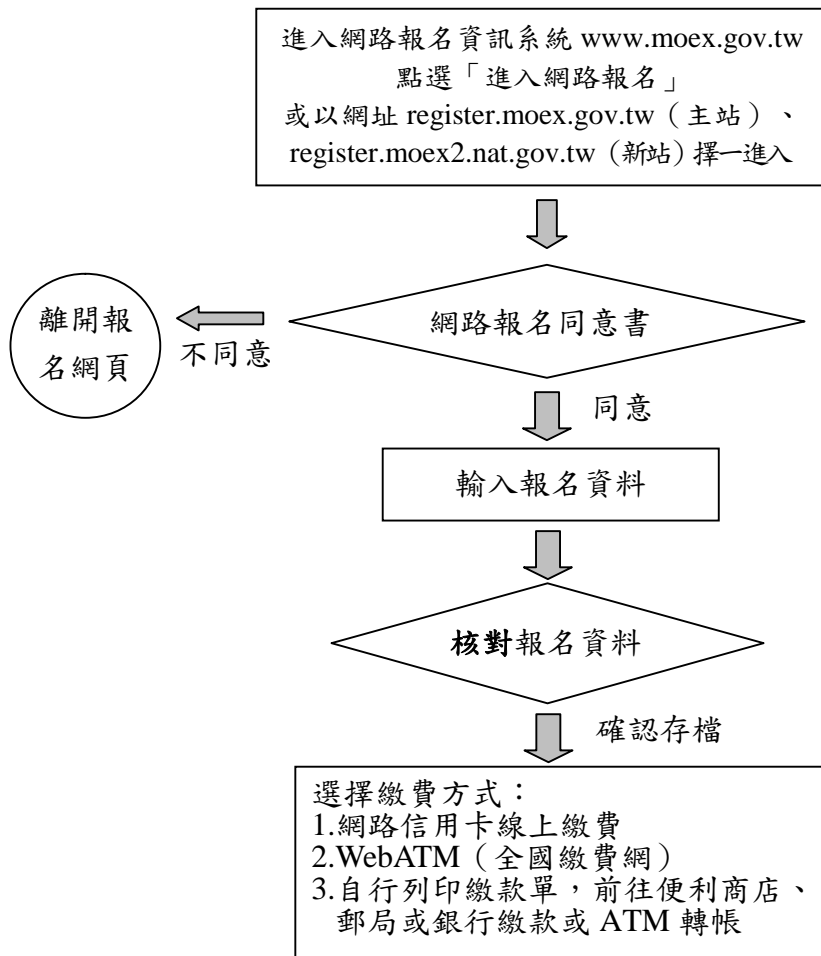 進入網路報名資訊系統 www.moex.gov.tw
點選「進入網路報名」
或以網址 register.moex.gov.tw（主站）、
register.moex2.nat.gov.tw（新站）擇一進入
網路報名同意書
離開報
名網頁
不同意
同意
輸入報名資料
核對報名資料
確認存檔
選擇繳費方式：
1.網路信用卡線上繳費
2.WebATM（全國繳費網）
3.自行列印繳款單，前往便利商店、
郵局或銀行繳款或 ATM 轉帳